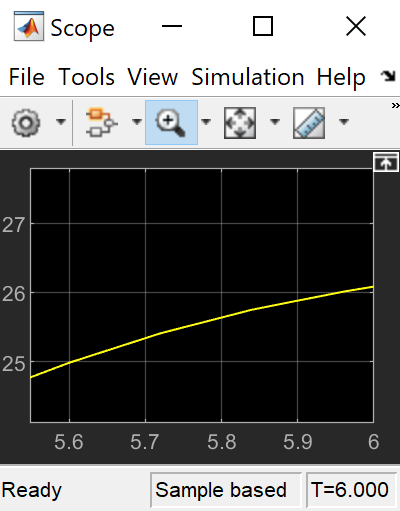 Scope
File Tools View Simulation Help
27
26
25
5.6 5.7 5.8 5.9 6
Ready Sample based T=6.000